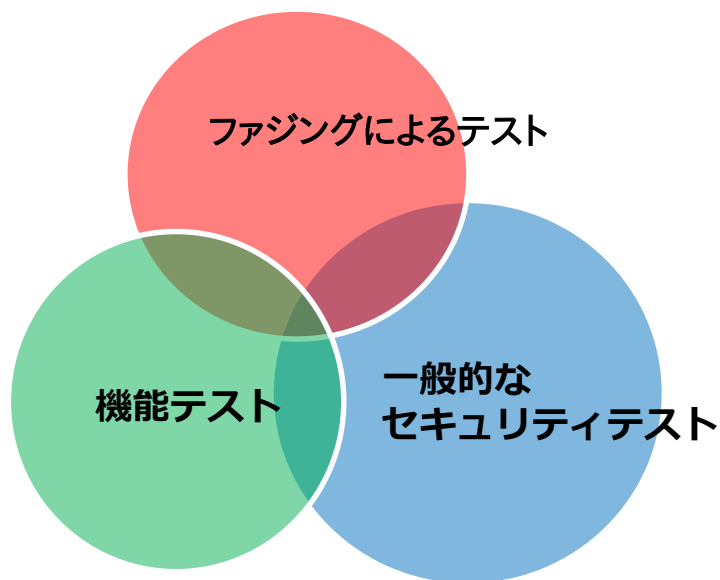 ファジングによるテスト
機能テスト
一般的な
セキュリティテスト